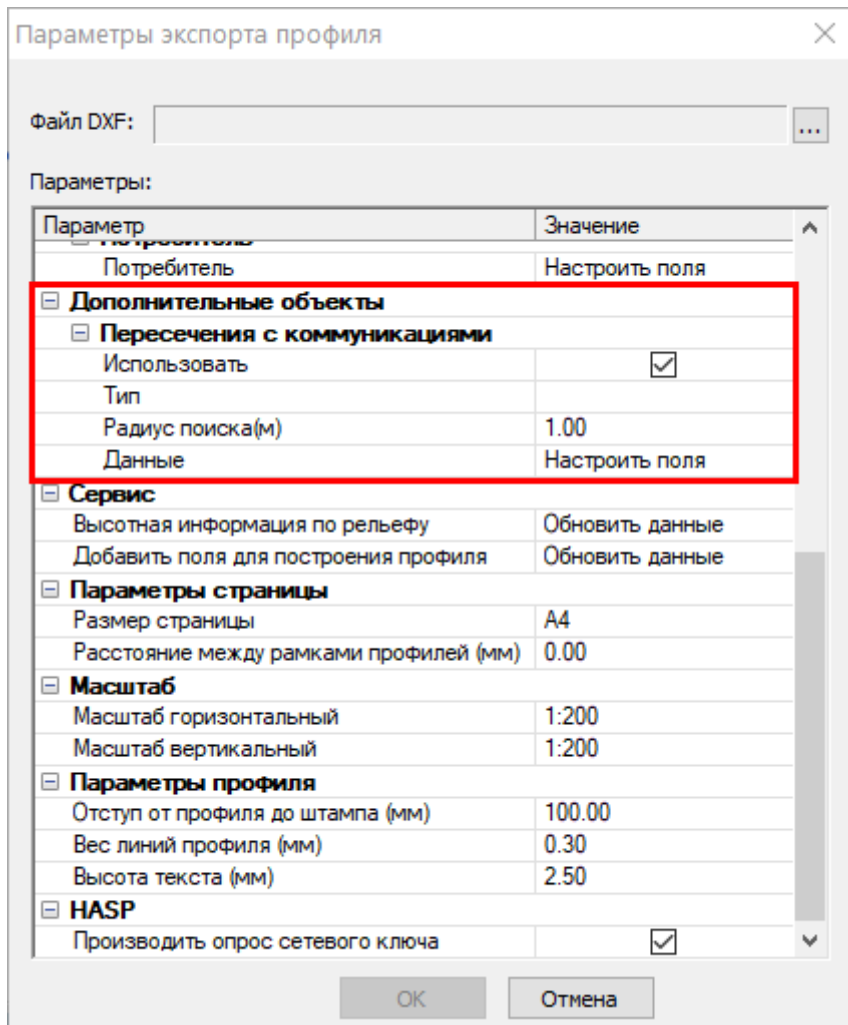 Параметры экспорта профиля
Файл DXF: ...
Параметры:
Параметр Значение
Потребитель
Потребитель Настроить поля
Дополнительные объекты
Пересечения с коммуникациями
Использовать
Тип
Радиус поиска(м) 1.00
Данные Настроить поля
Сервис
Высотная информация по рельефу Обновить данные
Добавить поля для построения профиля Обновить данные
Параметры страницы
Размер страницы A4
Расстояние между рамками профилей (мм) 0.00
Масштаб
Масштаб горизонтальный 1:200
Масштаб вертикальный 1:200
Параметры профиля
Отступ от профиля до штампа (мм) 100.00
Вес линий профиля (мм) 0.30
Высота текста (мм) 2.50
HASP
Производить опрос сетевого ключа
OK Отмена